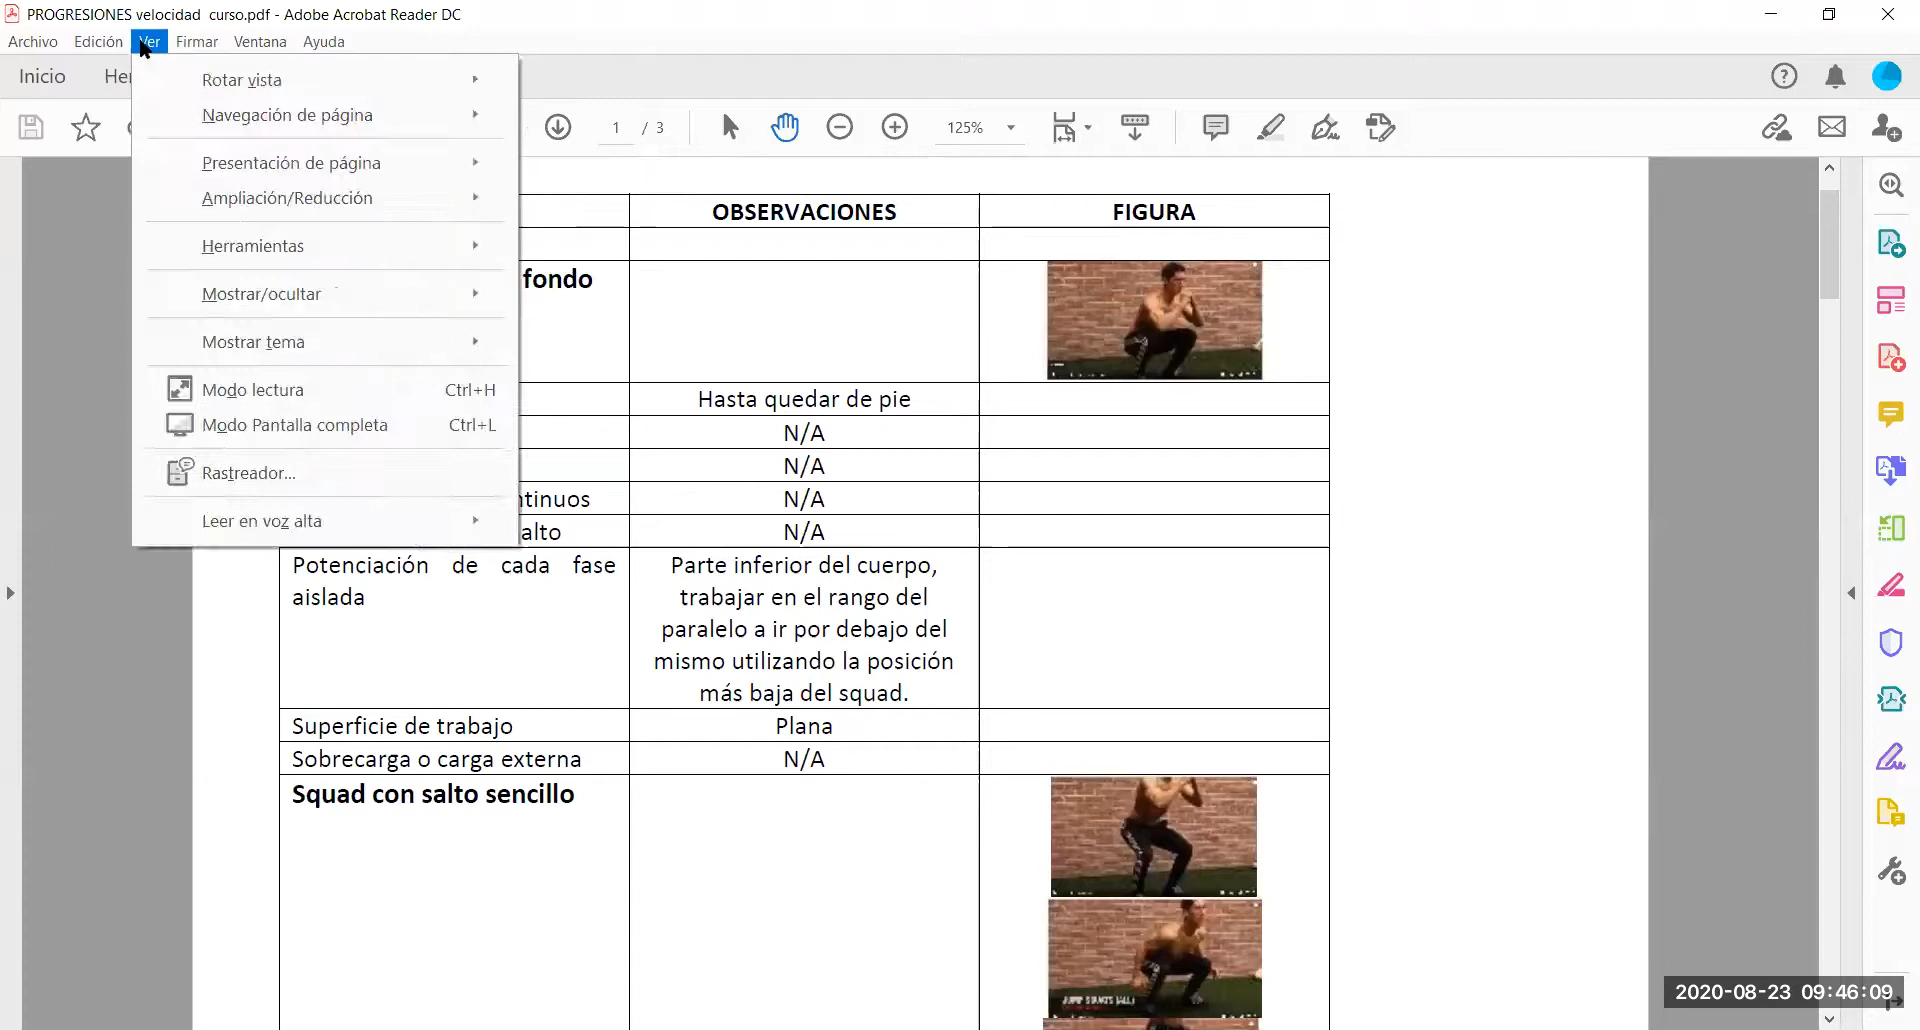 PROGRESIONES velocidad curso.pdf - Adobe Acrobat Reader DC
Archivo Edición Ver Firmar Ventana Ayuda
Inicio Her
1 / 3 125%
Rotar vista
Navegación de página
Presentación de página
Ampliación/Reducción
Herramientas
Mostrar/ocultar
Mostrar tema
Modo lectura Ctrl+H
Modo Pantalla completa Ctrl+L
Rastreador...
Leer en voz alta
OBSERVACIONES FIGURA
fondo
Hasta quedar de pie
N/A
N/A
ntinuos N/A
alto N/A
Potenciación de cada fase
aislada
Parte inferior del cuerpo,
trabajar en el rango del
paralelo a ir por debajo del
mismo utilizando la posición
más baja del squad.
Superficie de trabajo Plana
Sobrecarga o carga externa N/A
Squad con salto sencillo
JUMP SQUATS (ALL)
2020-08-23 09:46:09